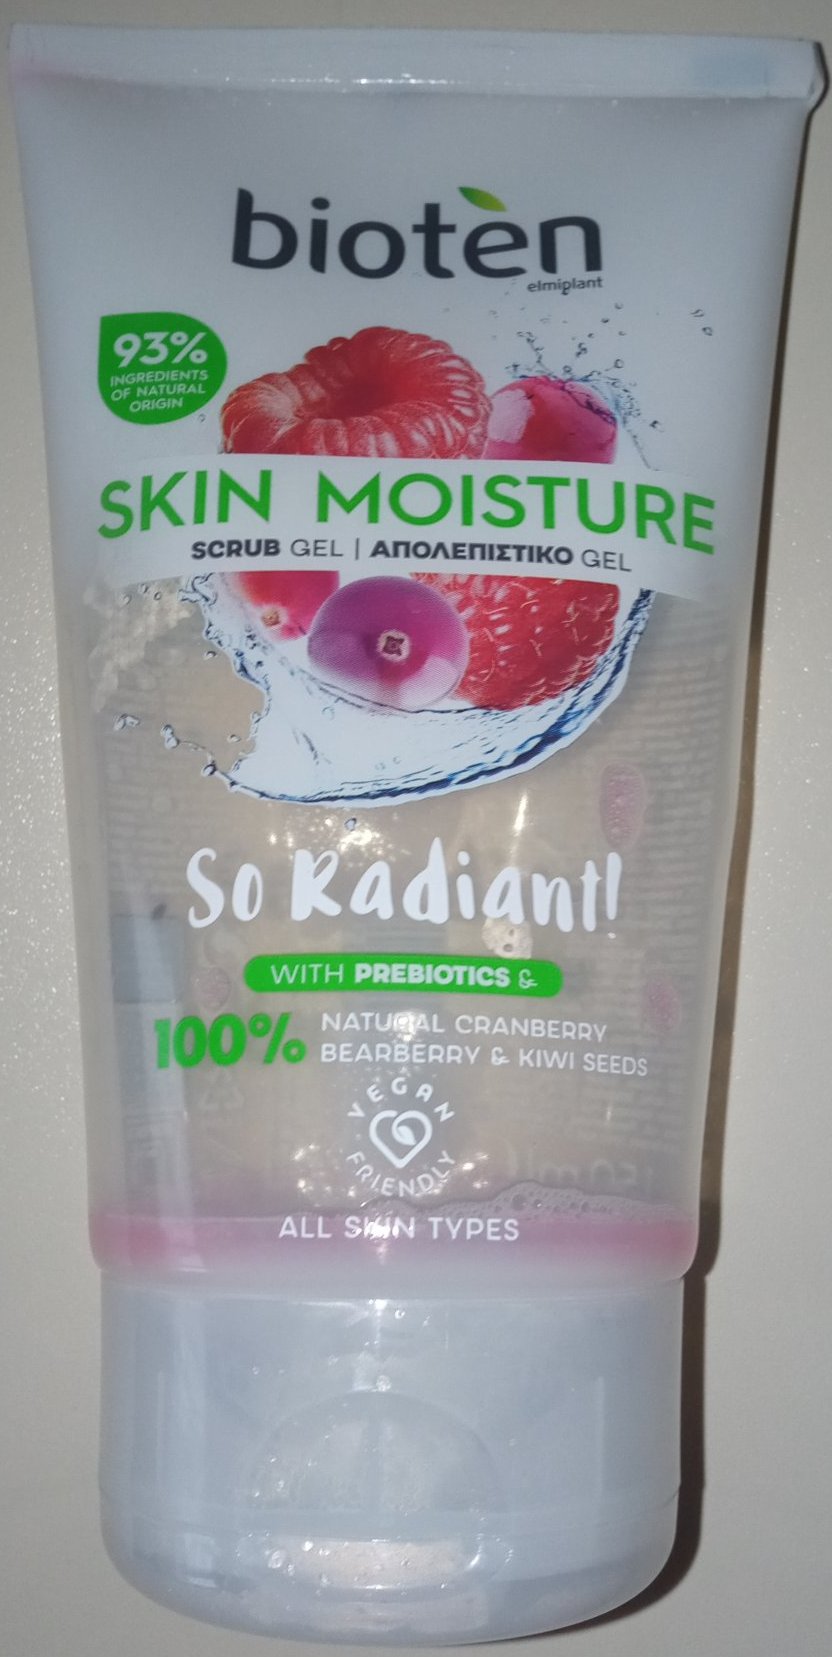 biotèn
elmiplant
93%
INGREDIENTS
OF NATURAL
ORIGIN
SKIN MOISTURE
SCRUB GEL | ΑΠΟΛΕΠΙΣΤΙΚΟ GEL
So Radiant!
WITH PREBIOTICS &
100% NATURAL CRANBERRY
BEARBERRY & KIWI SEEDS
VEGAN
FRIENDLY
ALL SKIN TYPES